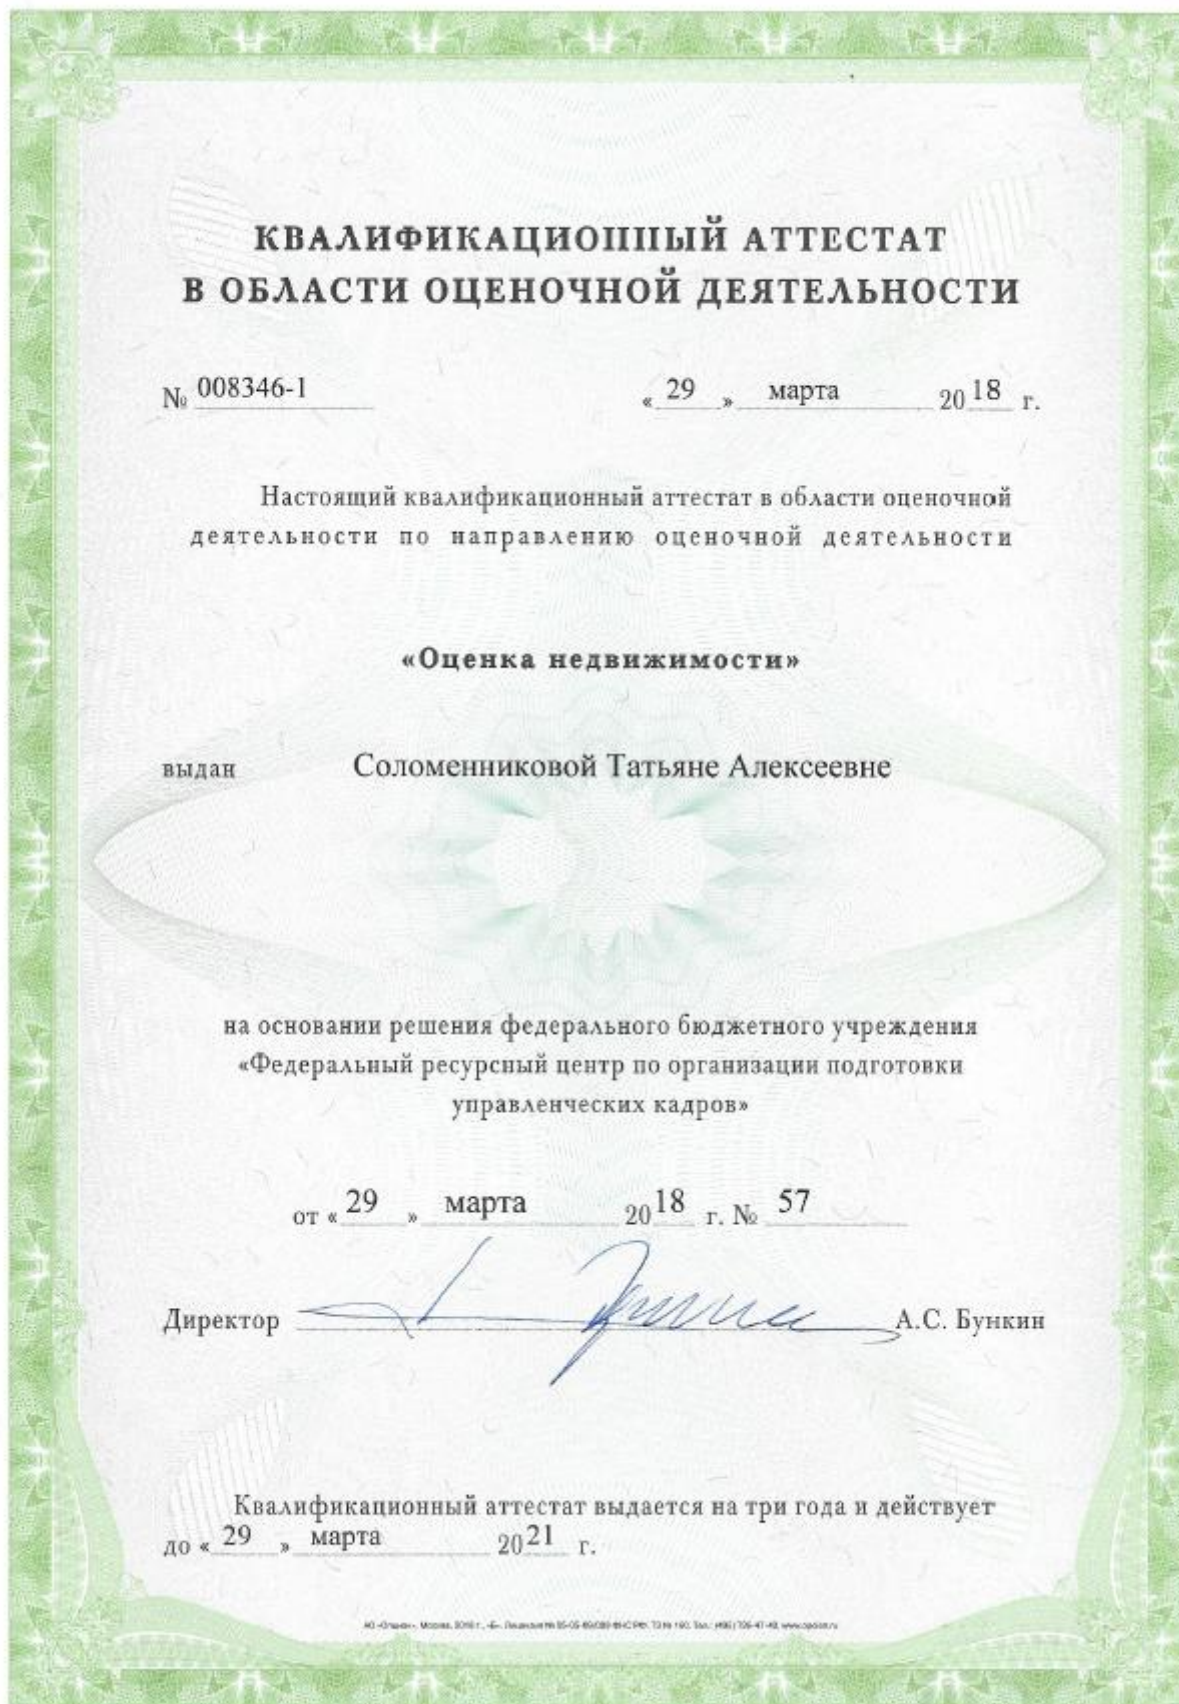 КВАЛИФИКАЦИОННЫЙ АТТЕСТАТ
В ОБЛАСТИ ОЦЕНОЧНОЙ ДЕЯТЕЛЬНОСТИ
№ 008346-1 « 29 » марта 2018 г.
Настоящий квалификационный аттестат в области оценочной
деятельности по направлению оценочной деятельности
«Оценка недвижимости»
выдан Соломенниковой Татьяне Алексеевне
на основании решения федерального бюджетного учреждения
«Федеральный ресурсный центр по организации подготовки
управленческих кадров»
от « 29 » марта 2018 г. № 57
Директор А.С. Бункин
Квалификационный аттестат выдается на три года и действует
до « 29 » марта 2021 г.
АО «Опцион», Москва,